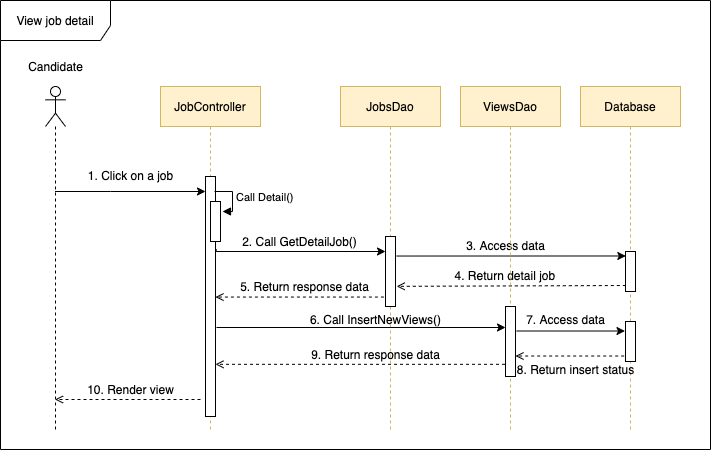 View job detail
Candidate
JobController
JobsDao
ViewsDao
Database
1. Click on a job
Call Detail()
2. Call GetDetailJob()
3. Access data
4. Return detail job
5. Return response data
6. Call InsertNewViews()
7. Access data
8. Return insert status
9. Return response data
10. Render view